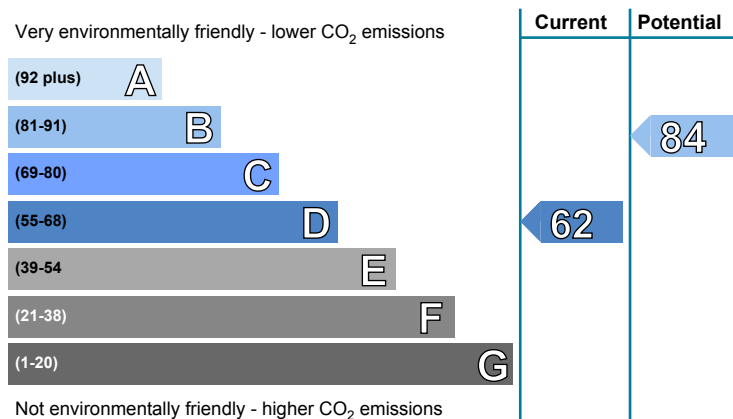 Very environmentally friendly - lower CO₂ emissions
Current
Potential
(92 plus) A
(81-91) B
84
(69-80) C
(55-68) D
62
(39-54 E
(21-38) F
(1-20) G
Not environmentally friendly - higher CO₂ emissions